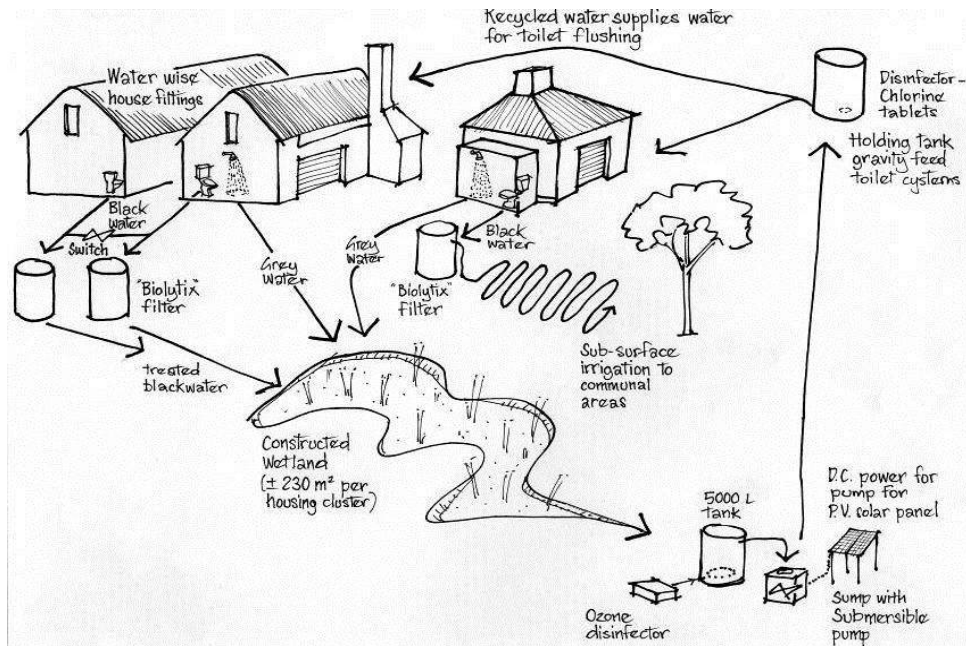 Recycled water supplies water
for toilet flushing
Water wise
house fittings
Disinfector-
Chlorine
tablets
Holding Tank
gravity feed
toilet cysterns
Black
water
Switch
"Biolytix"
filter
Grey
Water
Grey
Water
Black
water
"Biolytix"
filter
treated
blackwater
Sub-surface
irrigation to
communal
areas
Constructed
Wetland
(± 230 m² per
housing cluster)
5000 L
tank
D.C. power for
pump for
P.V. solar panel
Ozone
disinfector
Sump with
Submersible
pump